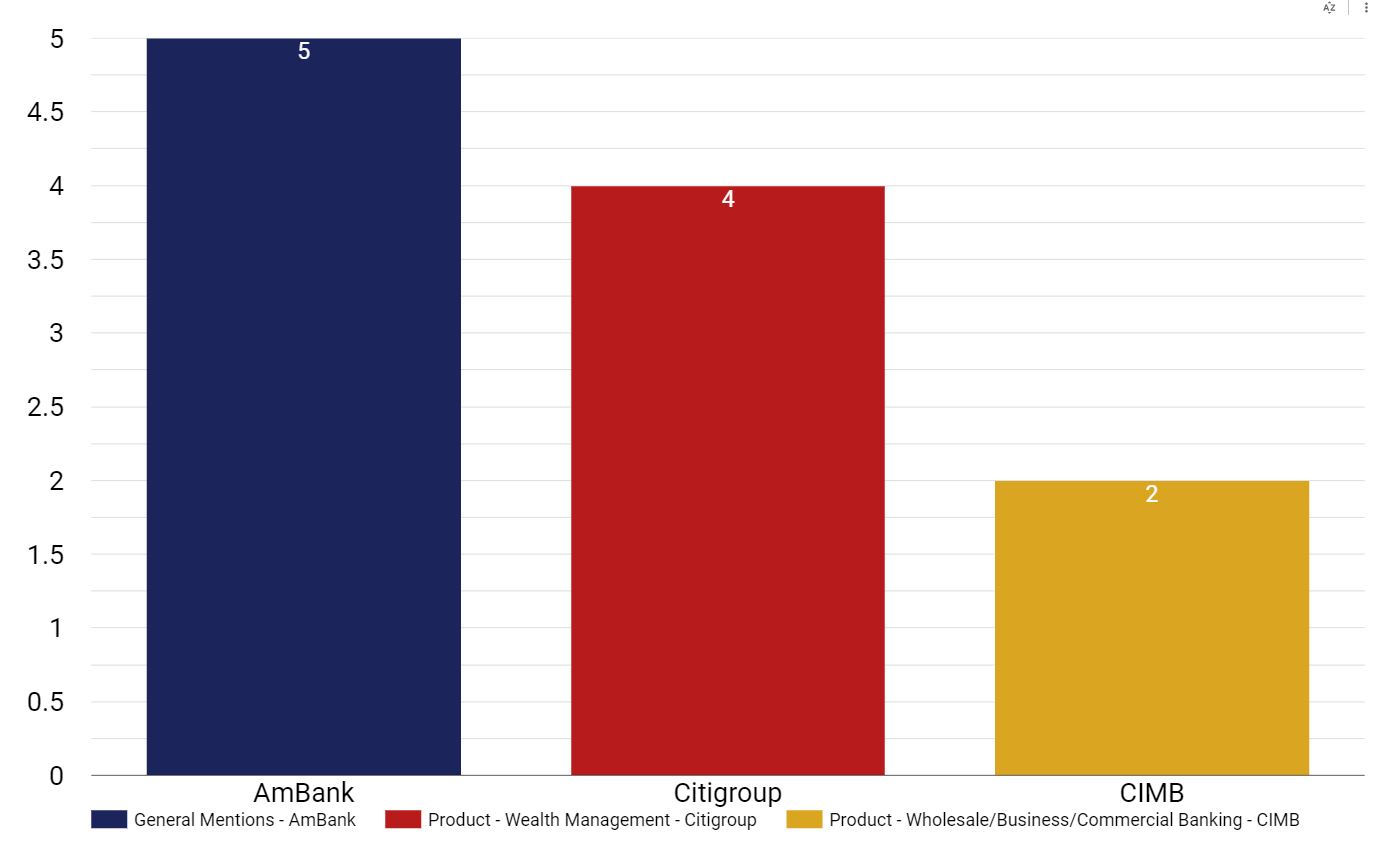 AZ
5
4.5
4
3.5
3
2.5
2
1.5
1
0.5
0
5
4
2
AmBank
Citigroup
CIMB
General Mentions - AmBank
Product - Wealth Management - Citigroup
Product - Wholesale/Business/Commercial Banking - CIMB